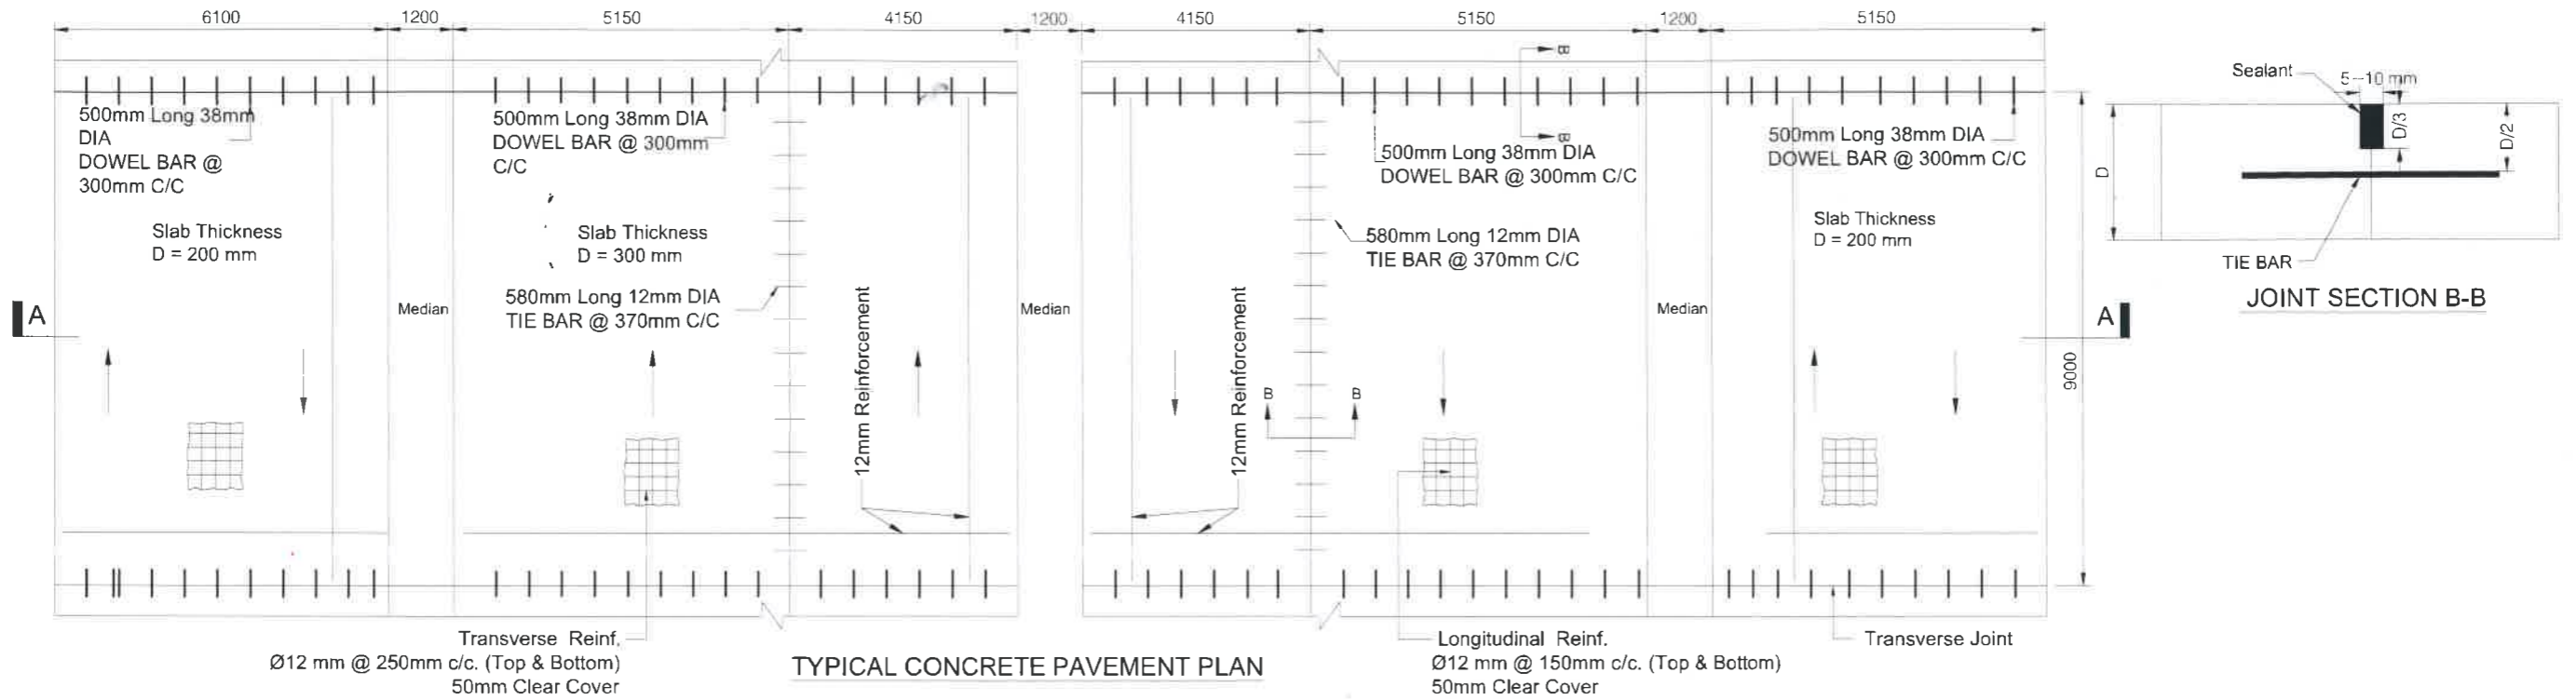 6100
1200
5150
4150
1200
4150
5150
1200
5150
500mm Long 38mm
DIA
DOWEL BAR @
300mm C/C
500mm Long 38mm DIA
DOWEL BAR @ 300mm
C/C
B
B
500mm Long 38mm DIA
DOWEL BAR @ 300mm C/C
500mm Long 38mm DIA
DOWEL BAR @ 300mm C/C
Slab Thickness
D = 200 mm
Slab Thickness
D = 300 mm
580mm Long 12mm DIA
TIE BAR @ 370mm C/C
580mm Long 12mm DIA
TIE BAR @ 370mm C/C
Slab Thickness
D = 200 mm
A
Median
12mm Reinforcement
Median
12mm Reinforcement
B
B
Median
A
9000
Transverse Reinf.
Ø12 mm @ 250mm c/c. (Top & Bottom)
50mm Clear Cover
TYPICAL CONCRETE PAVEMENT PLAN
Longitudinal Reinf.
Ø12 mm @ 150mm c/c. (Top & Bottom)
50mm Clear Cover
Transverse Joint
Sealant
5-10 mm
D
D/3
D/2
TIE BAR
JOINT SECTION B-B